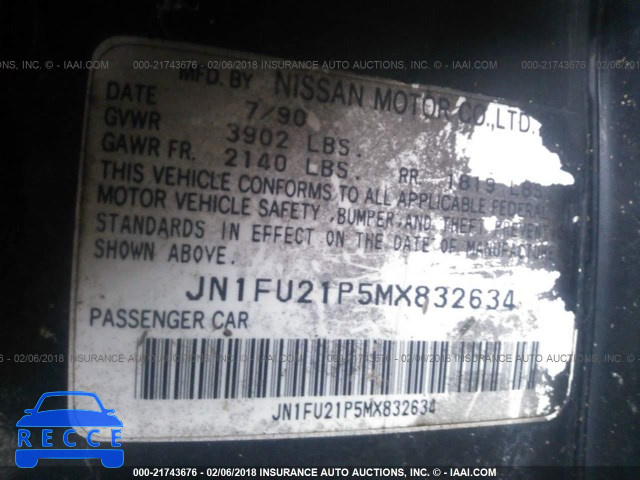 000-21743676 - 02/06/2018 INSURANCE AUTO AUCTIONS, INC. - © IAAI.COM
MFD. BY NISSAN MOTOR CO.,LTD.
DATE 7/90
GVWR 3902 LBS.
GAWR FR. 2140 LBS. RR. 1819 LBS
THIS VEHICLE CONFORMS TO ALL APPLICABLE FEDERAL
MOTOR VEHICLE SAFETY ,BUMPER,AND THEFT PREVENT
STANDARDS IN EFFECT ON THE DATE OF MANUFACTURE
SHOWN ABOVE.
JN1FU21P5MX832634
PASSENGER CAR
JN1FU21P5MX832634
RECCE
000-21743676 - 02/06/2018 INSURANCE AUTO AUCTIONS, INC. - © IAAI.COM